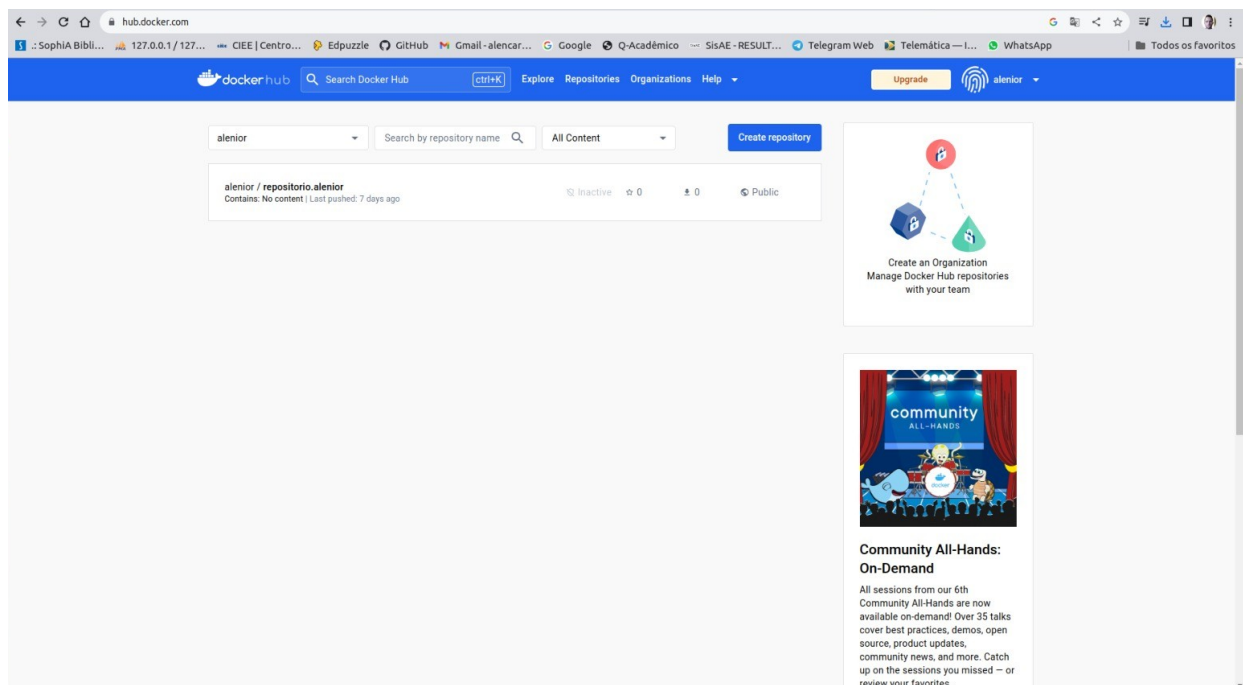 hub.docker.com
.: SophiA Bibli... 127.0.0.1 / 127... CIEE | Centro... Edpuzzle GitHub Gmail - alencar... Google Q-Acadêmico SisAE - RESULT... Telegram Web Telemática — I... WhatsApp Todos os favoritos
dockerhub Search Docker Hub ctrl+K Explore Repositories Organizations Help Upgrade alenior
alenior Search by repository name All Content Create repository
alenior / repositorio.alenior
Contains: No content | Last pushed: 7 days ago
Inactive 0 0 Public
Create an Organization
Manage Docker Hub repositories
with your team
community
ALL-HANDS
docker
Community All-Hands:
On-Demand
All sessions from our 6th
Community All-Hands are now
available on-demand! Over 35 talks
cover best practices, demos, open
source, product updates,
community news, and more. Catch
up on the sessions you missed — or
review your favorites.